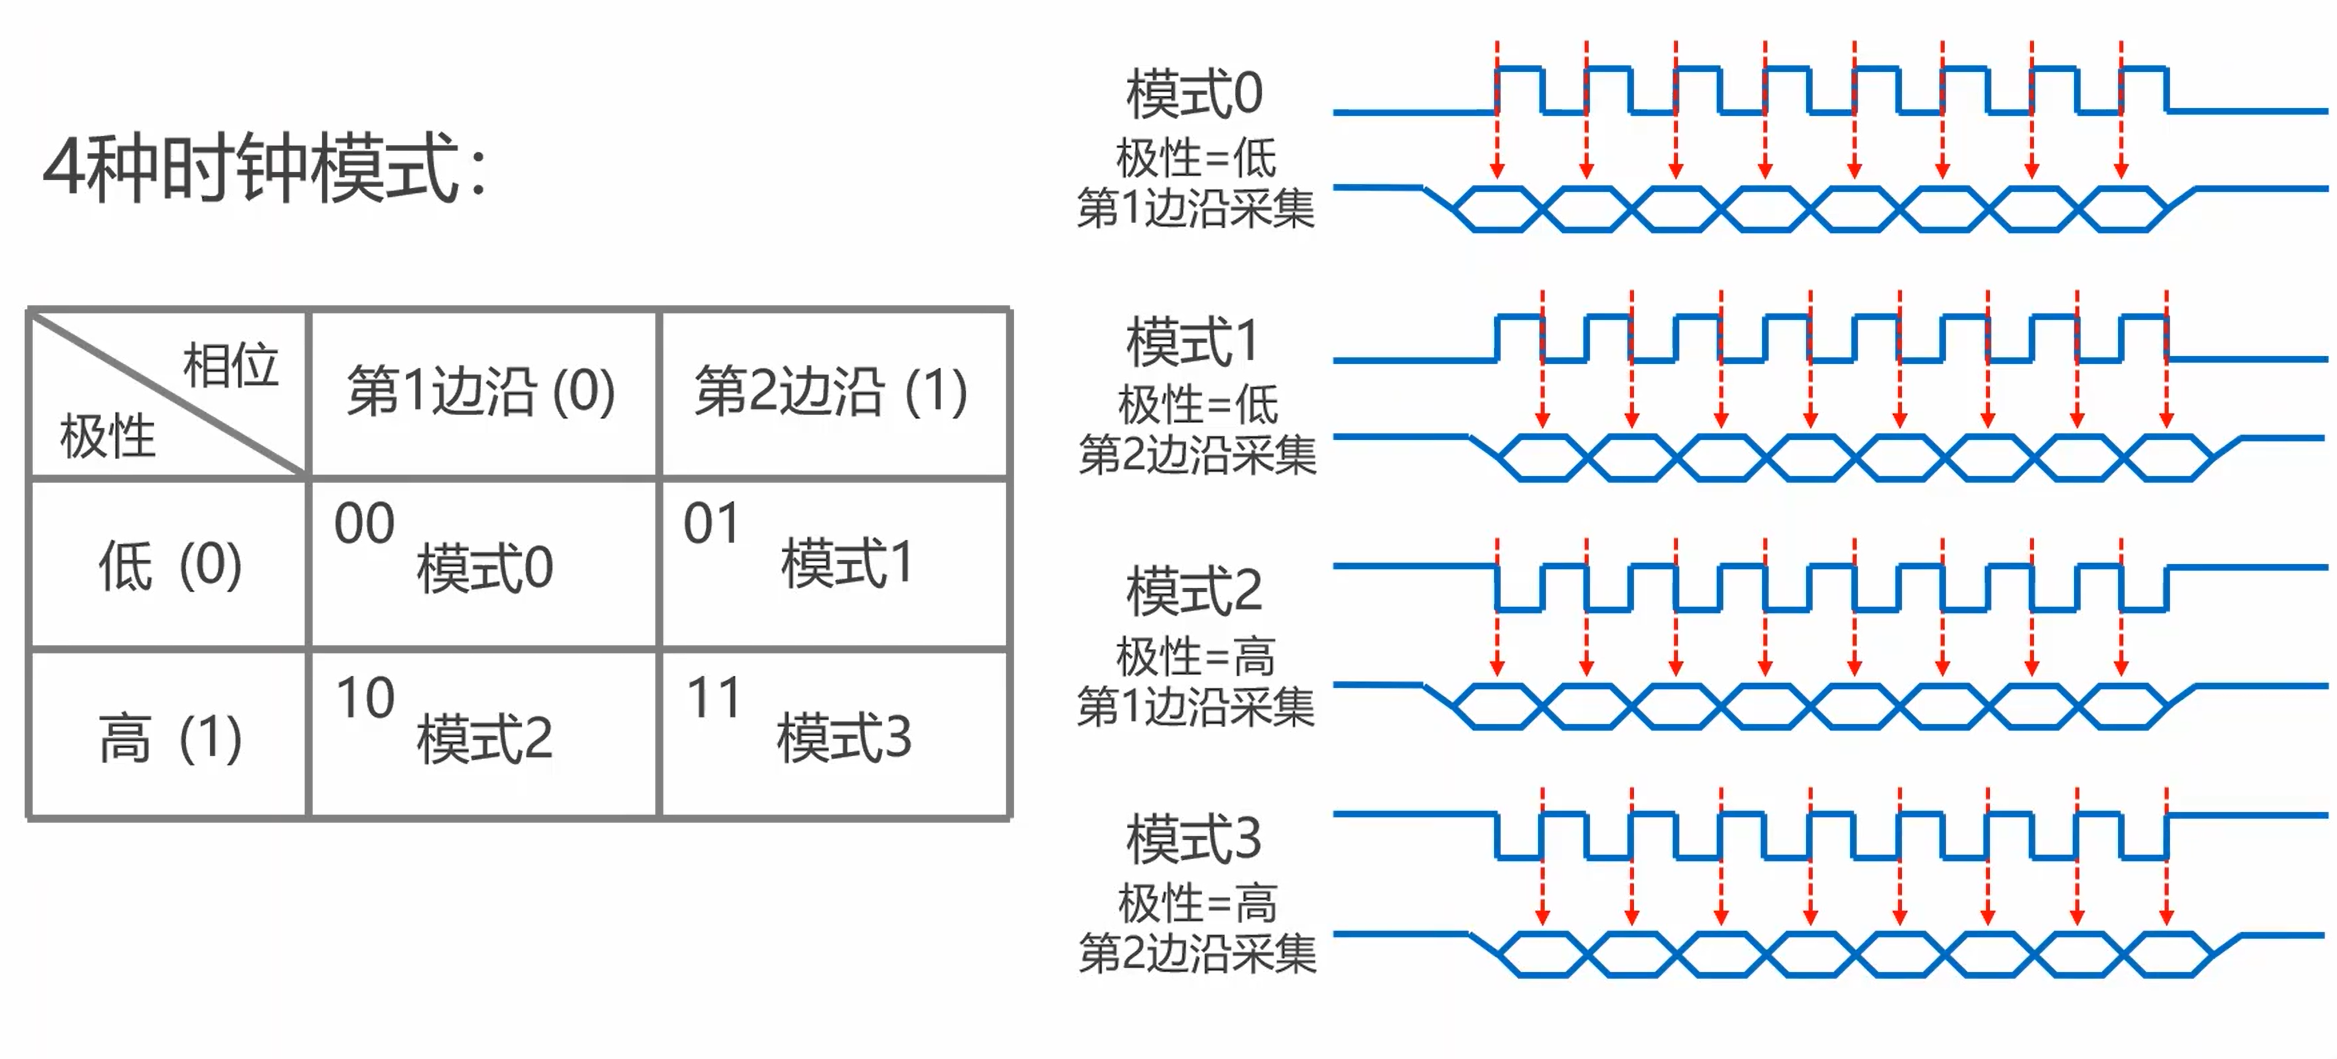 4种时钟模式：
相位
极性
第1边沿 (0)
第2边沿 (1)
低 (0)
00
模式0
01
模式1
高 (1)
10
模式2
11
模式3
模式0
极性=低
第1边沿采集
模式1
极性=低
第2边沿采集
模式2
极性=高
第1边沿采集
模式3
极性=高
第2边沿采集